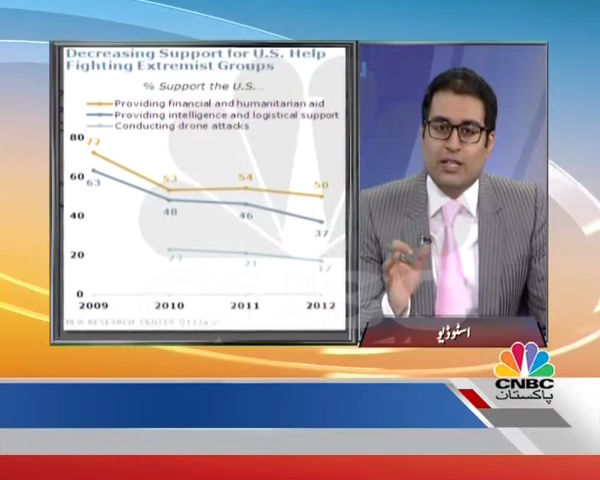 Decreasing Support for U.S. Help
Fighting Extremist Groups
% Support the U.S...
Providing financial and humanitarian aid
Providing intelligence and logistical support
Conducting drone attacks
80
72
63
60
53
54
50
48
46
37
40
23
21
17
20
0
2009 2010 2011 2012
PEW RESEARCH CENTER Q132a-c.
اسٹوڈیو
CNBC
پاکستان